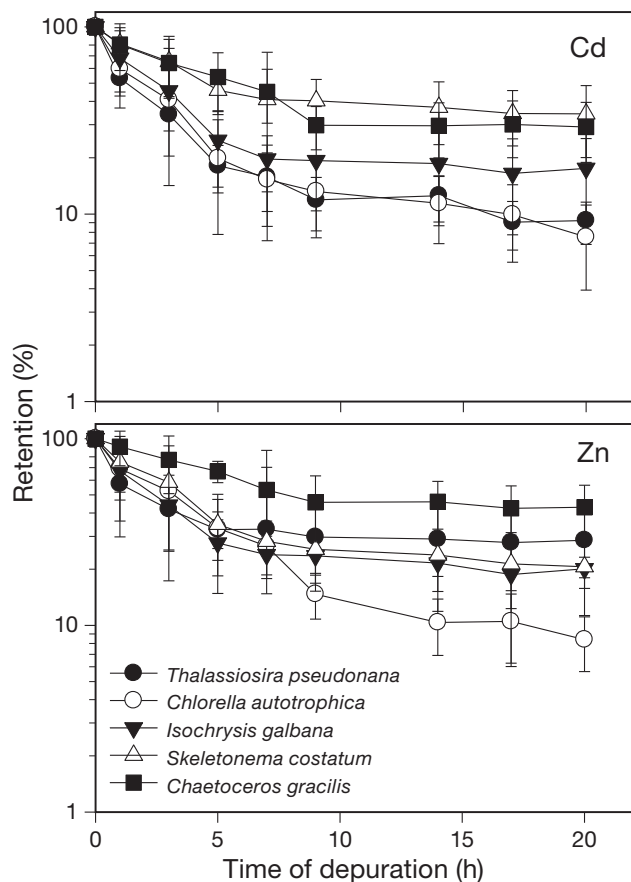 100
Cd
10
1
100
Zn
10
Thalassiosira pseudonana
Chlorella autotrophica
Isochrysis galbana
Skeletonema costatum
Chaetoceros gracilis
1
0
5
10
15
20
Time of depuration (h)
Retention (%)